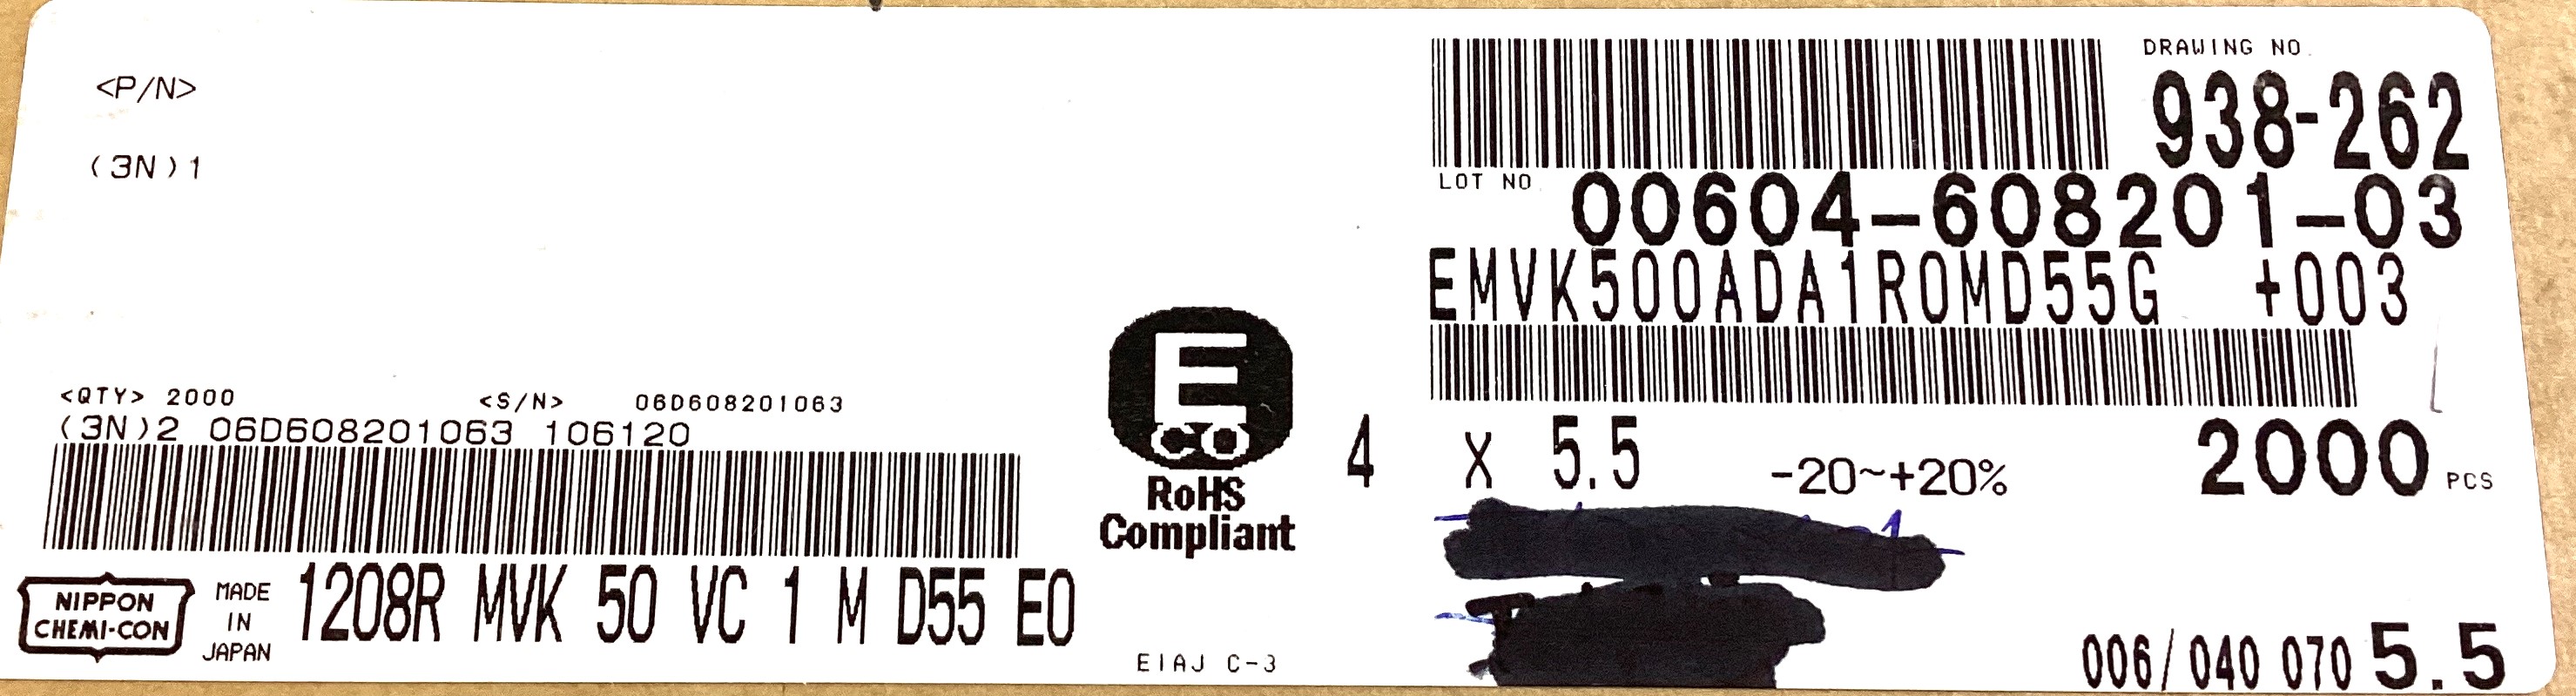 <P/N>
(3N)1
<QTY> 2000 <S/N> 06D608201063
(3N)2 06D608201063 106120
NIPPON
CHEMI-CON
MADE
IN
JAPAN
1208R MVK 50 VC 1 M D55 E0
E
CO
RoHS
Compliant
EIAJ C-3
DRAWING NO.
938-262
LOT NO. 00604-608201-03
EMVK500ADA1R0MD55G +003
4 X 5.5 -20~+20% 2000 PCS
006/040 070 5.5